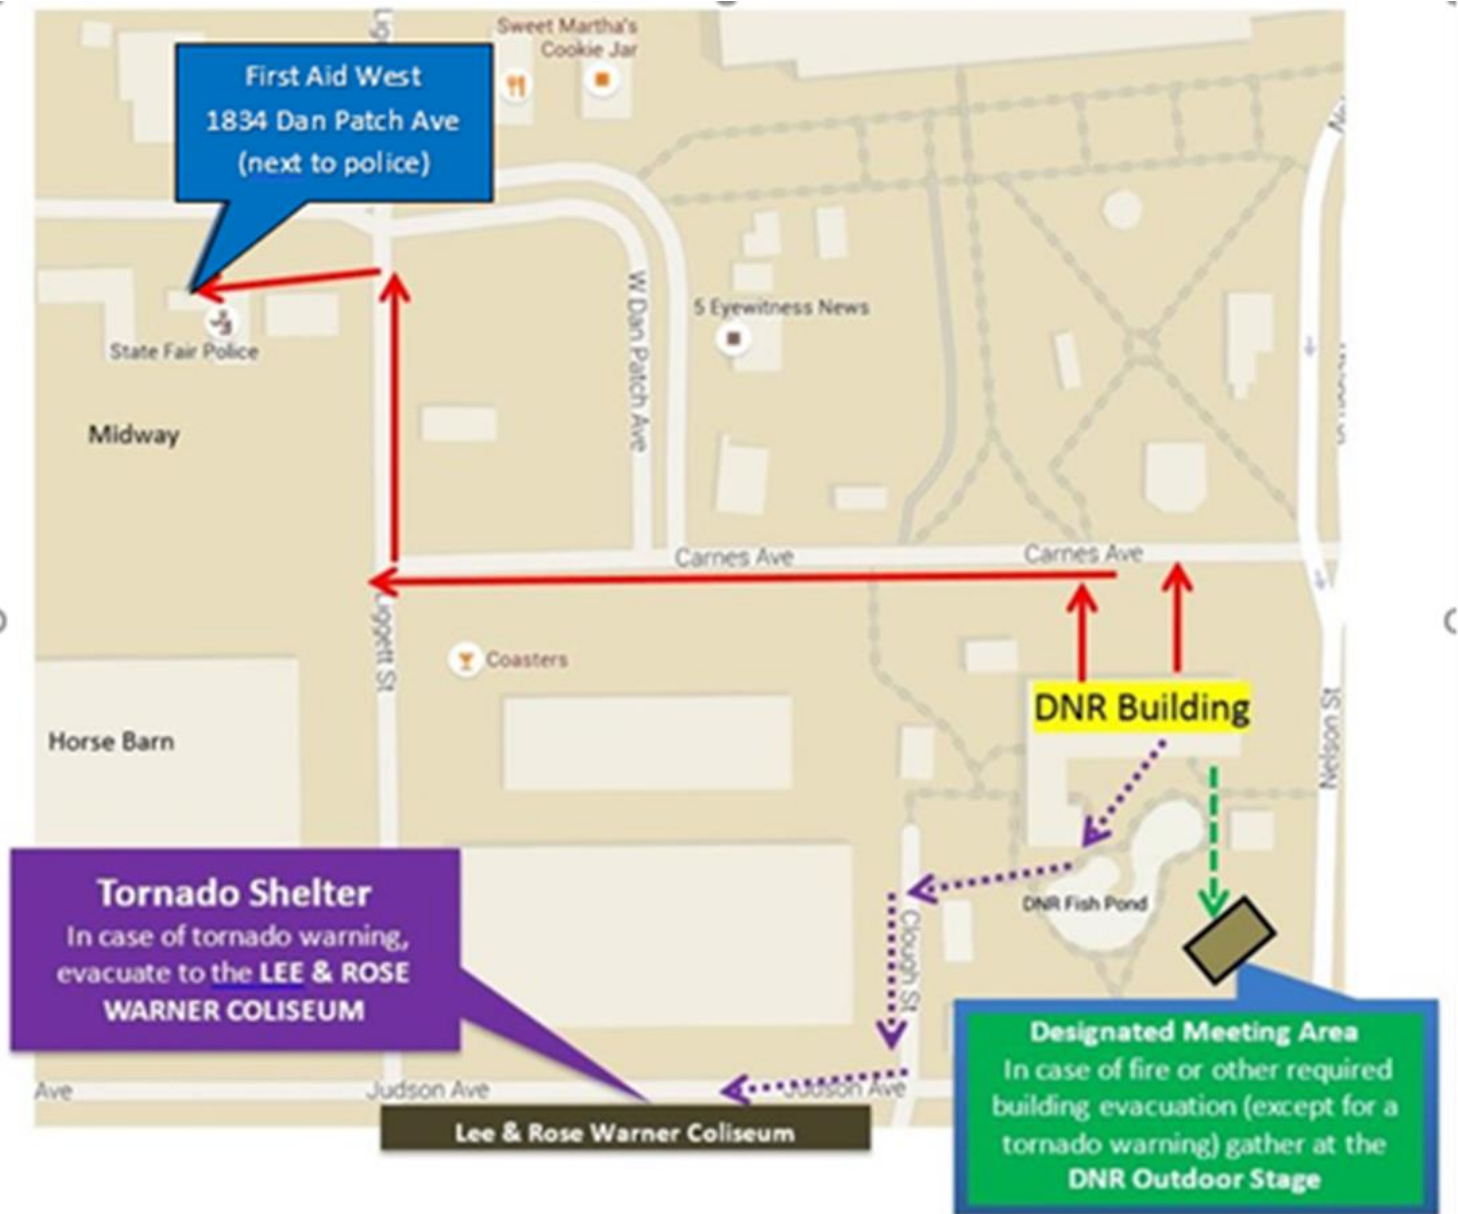 Sweet Martha's
Cookie Jar
First Aid West
1834 Dan Patch Ave
(next to police)
W Dan Patch Ave
5 Eyewitness News
State Fair Police
Midway
Carnes Ave
Carnes Ave
Liggett St
Coasters
DNR Building
Nelson St
Horse Barn
Tornado Shelter
In case of tornado warning,
evacuate to the LEE & ROSE
WARNER COLISEUM
DNR Fish Pond
Clough St
Designated Meeting Area
In case of fire or other required
building evacuation (except for a
tornado warning) gather at the
DNR Outdoor Stage
Ave
Judson Ave
Judson Ave
Lee & Rose Warner Coliseum